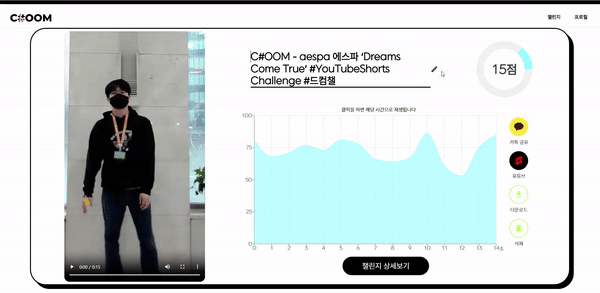 C#OOM
챌린지 프로필
C#OOM - aespa 에스파 ‘Dreams
Come True’ #YouTubeShorts
Challenge #드컴챌
15점
클릭을 하면 해당 시간으로 재생됩니다
100
75
50
25
0
0 1 2 3 4 5 6 7 8 9 10 11 12 13 14초
카톡 공유
유튜브
다운로드
삭제
0:00 / 0:15
챌린지 상세보기